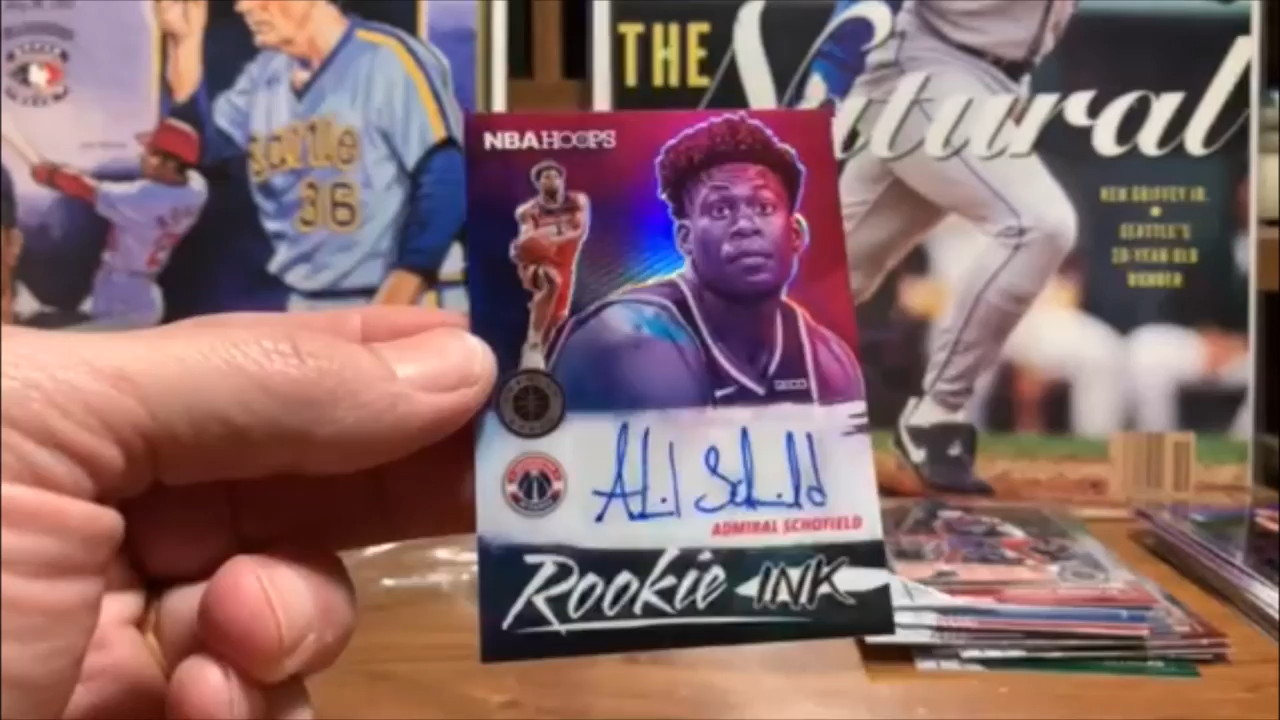 THE
Natural
KEN GRIFFEY JR.
SEATTLE'S
20-YEAR-OLD
WONDER
Seattle
36
NBA HOOPS
ADMIRAL SCHOFIELD
Rookie INK